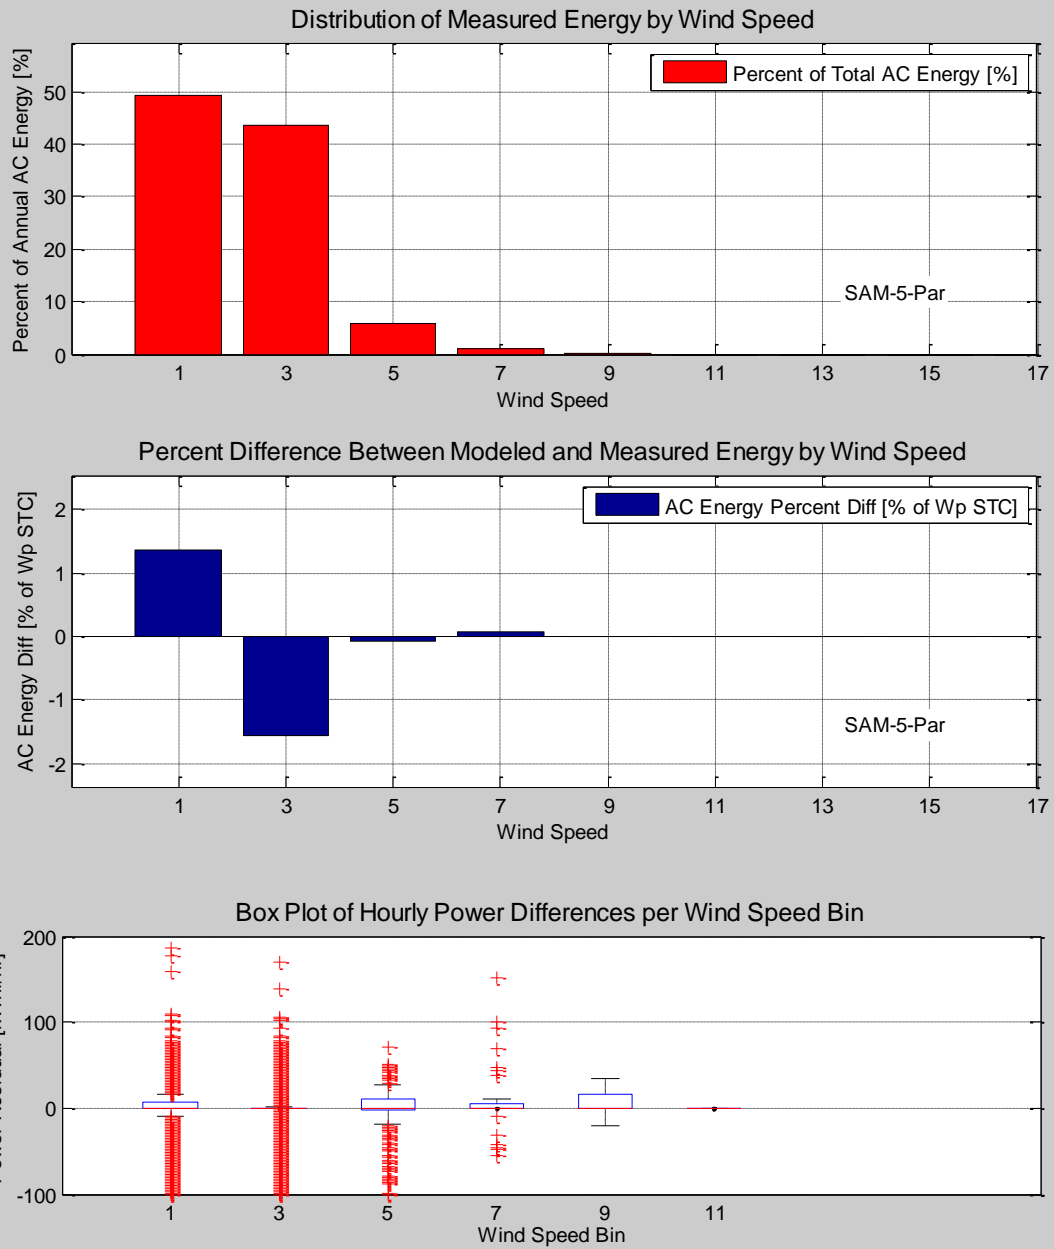 Distribution of Measured Energy by Wind Speed
Percent of Annual AC Energy [%]
Percent of Total AC Energy [%]
50
40
30
20
10
0
SAM-5-Par
1 3 5 7 9 11 13 15 17
Wind Speed
Percent Difference Between Modeled and Measured Energy by Wind Speed
AC Energy Diff [% of Wp STC]
AC Energy Percent Diff [% of Wp STC]
2
1
0
-1
-2
SAM-5-Par
1 3 5 7 9 11 13 15 17
Wind Speed
Box Plot of Hourly Power Differences per Wind Speed Bin
200
100
0
-100
1 3 5 7 9 11
Wind Speed Bin